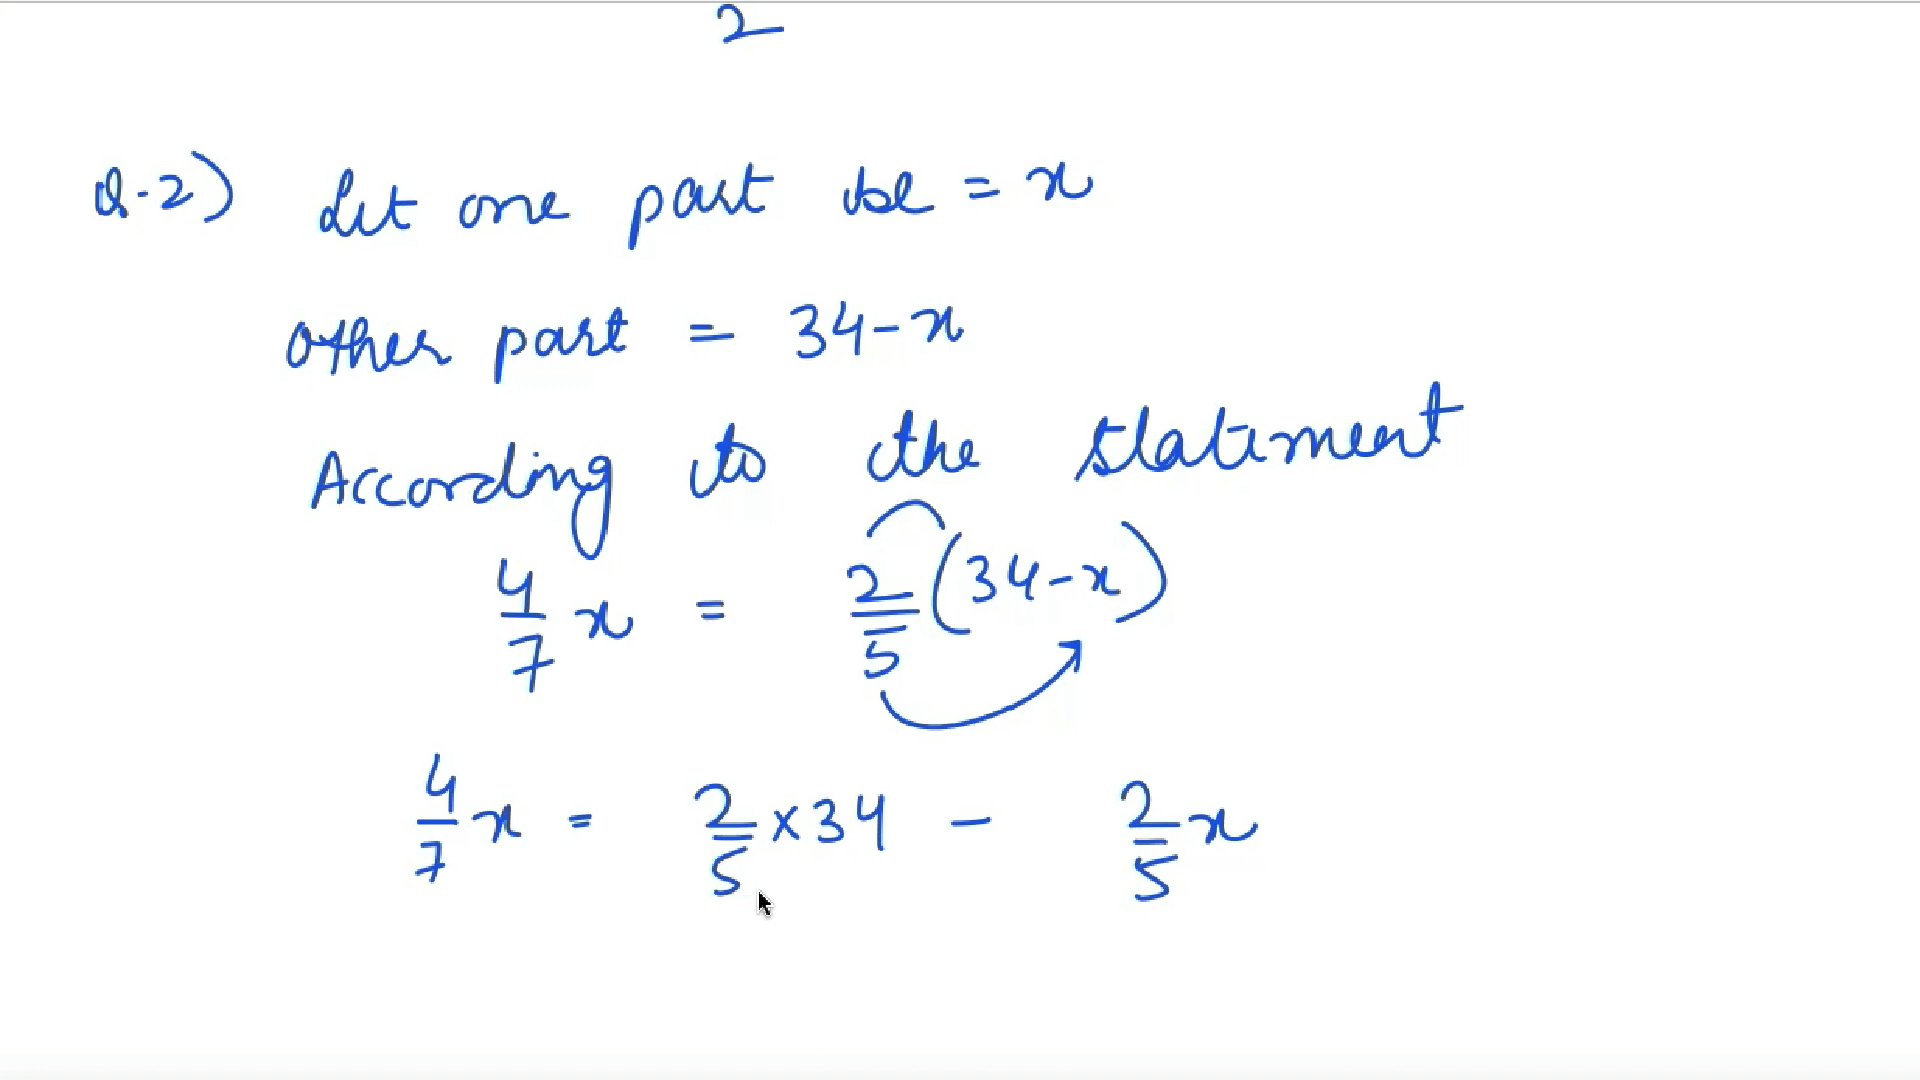 2
Q.2) Let one part be = x
other part = 34-x
According to the statement
4/7 x = 2/5 (34-x)
4/7 x = 2/5 × 34 - 2/5 x